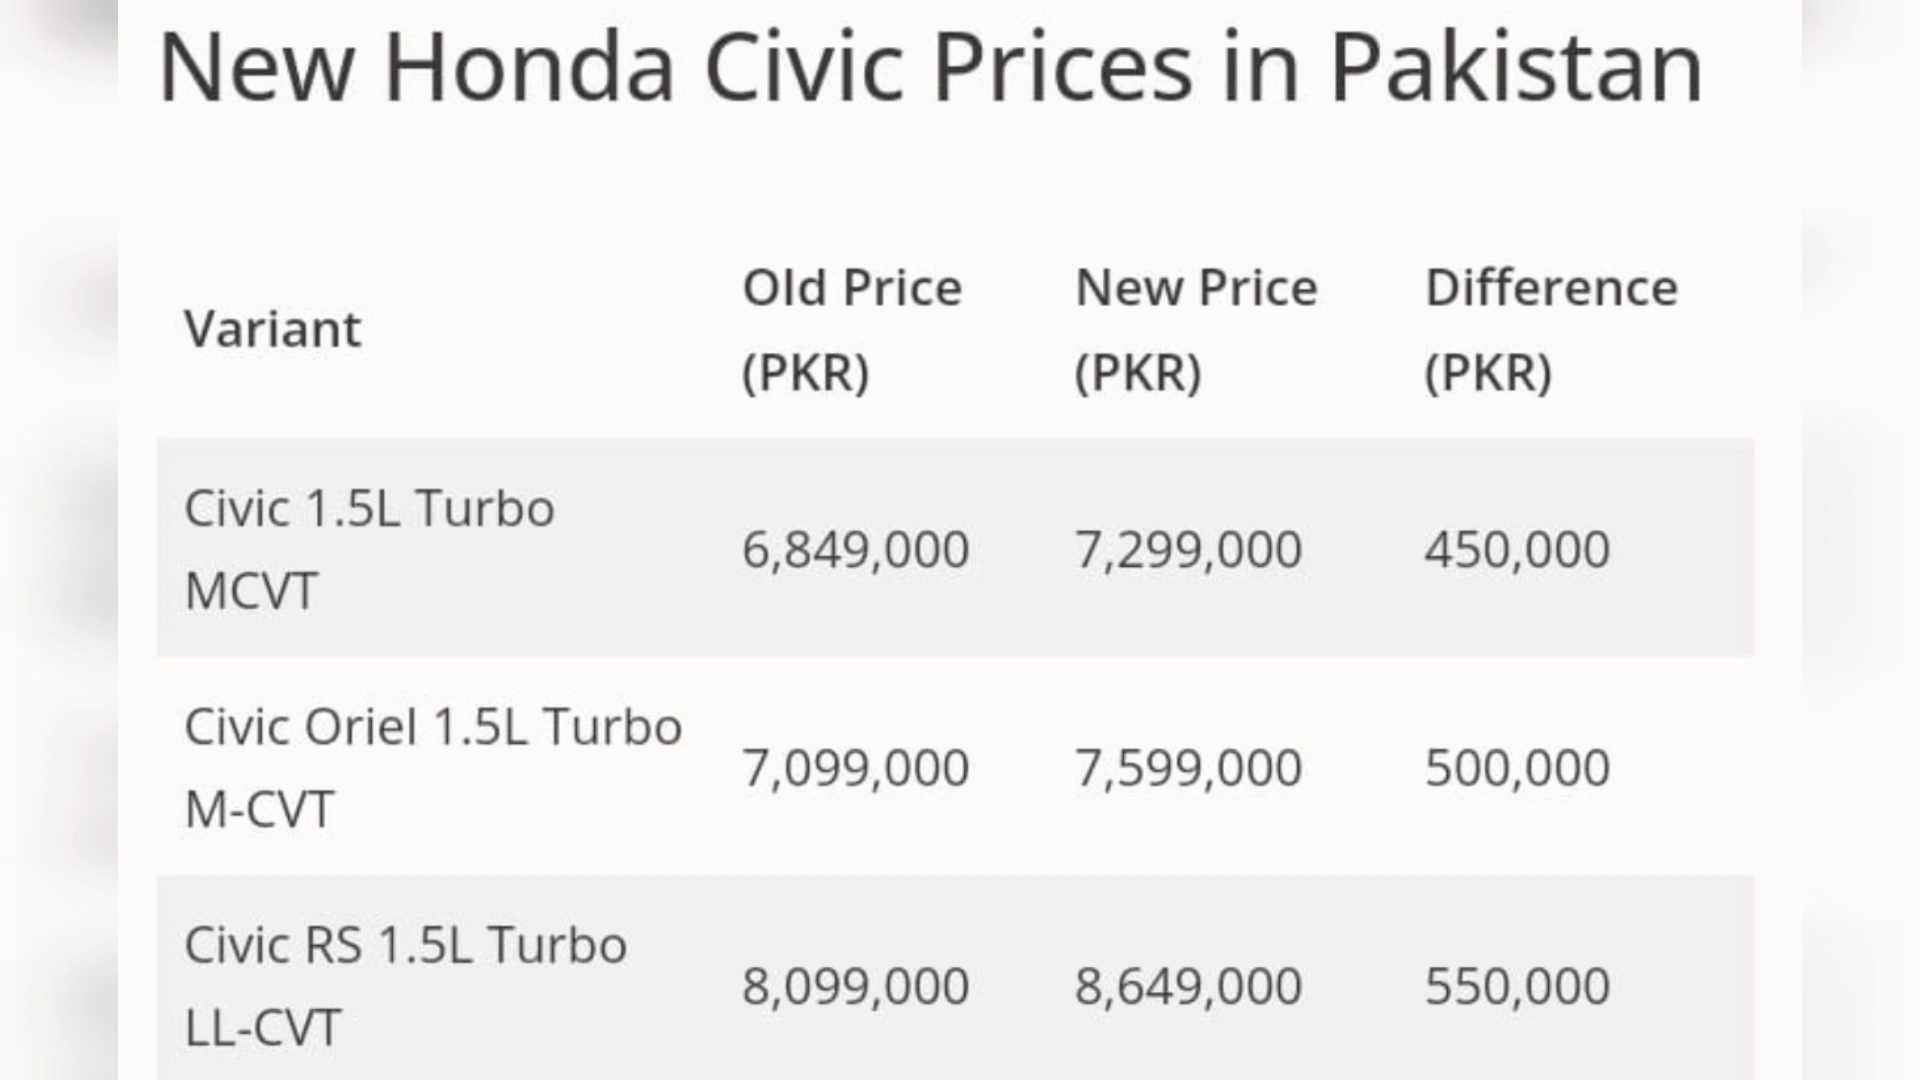 New Honda Civic Prices in Pakistan
Variant
Old Price
(PKR)
New Price
(PKR)
Difference
(PKR)
Civic 1.5L Turbo
MCVT
6,849,000
7,299,000
450,000
Civic Oriel 1.5L Turbo
M-CVT
7,099,000
7,599,000
500,000
Civic RS 1.5L Turbo
LL-CVT
8,099,000
8,649,000
550,000